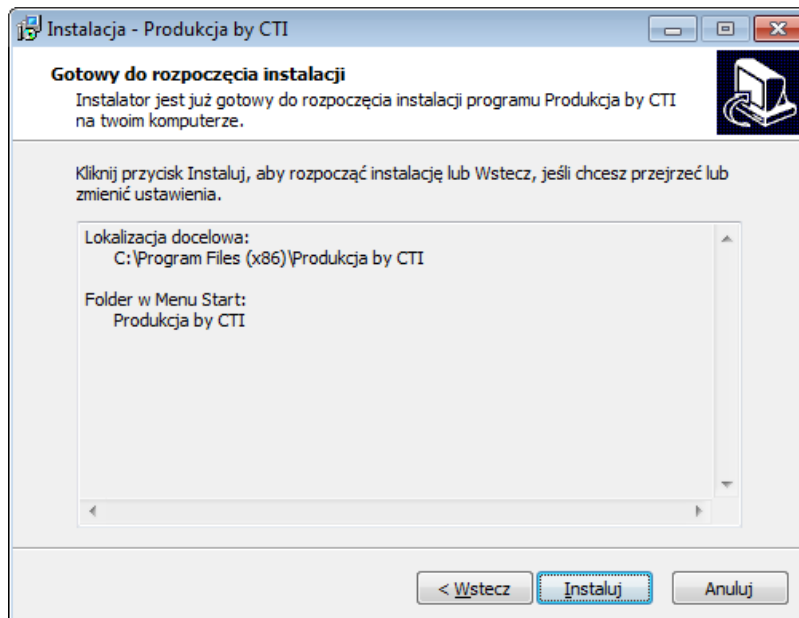 Instalacja - Produkcja by CTI
Gotowy do rozpoczęcia instalacji
Instalator jest już gotowy do rozpoczęcia instalacji programu Produkcja by CTI
na twoim komputerze.
Kliknij przycisk Instaluj, aby rozpocząć instalację lub Wstecz, jeśli chcesz przejrzeć lub
zmienić ustawienia.
Lokalizacja docelowa:
C:\Program Files (x86)\Produkcja by CTI
Folder w Menu Start:
Produkcja by CTI
< Wstecz
Instaluj
Anuluj